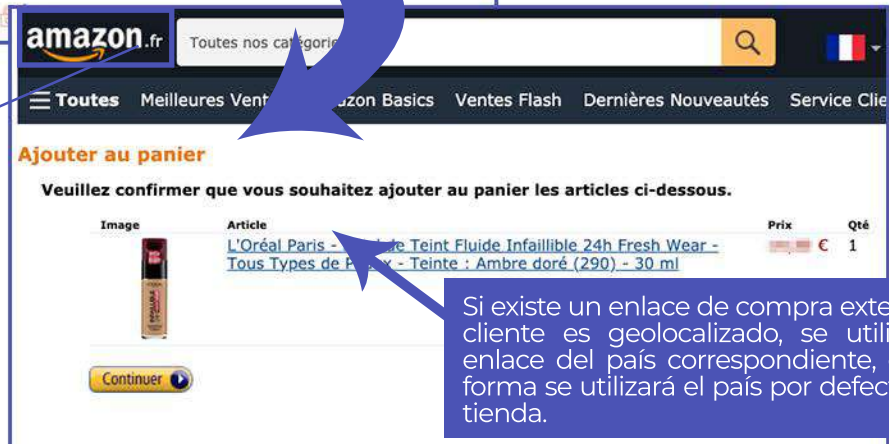 amazon.fr
Toutes nos catégorie
Toutes Meilleures Vent Basics Ventes Flash Dernières Nouveautés Service Clie
Ajouter au panier
Veuillez confirmer que vous souhaitez ajouter au panier les articles ci-dessous.
Image Article Prix Qté
L'Oréal Paris - de Teint Fluide Infaillible 24h Fresh Wear -
Tous Types de - Teinte : Ambre doré (290) - 30 ml
€ 1
Continuer
Si existe un enlace de compra exte
cliente es geolocalizado, se utili
enlace del país correspondiente,
forma se utilizará el país por defec
tienda.